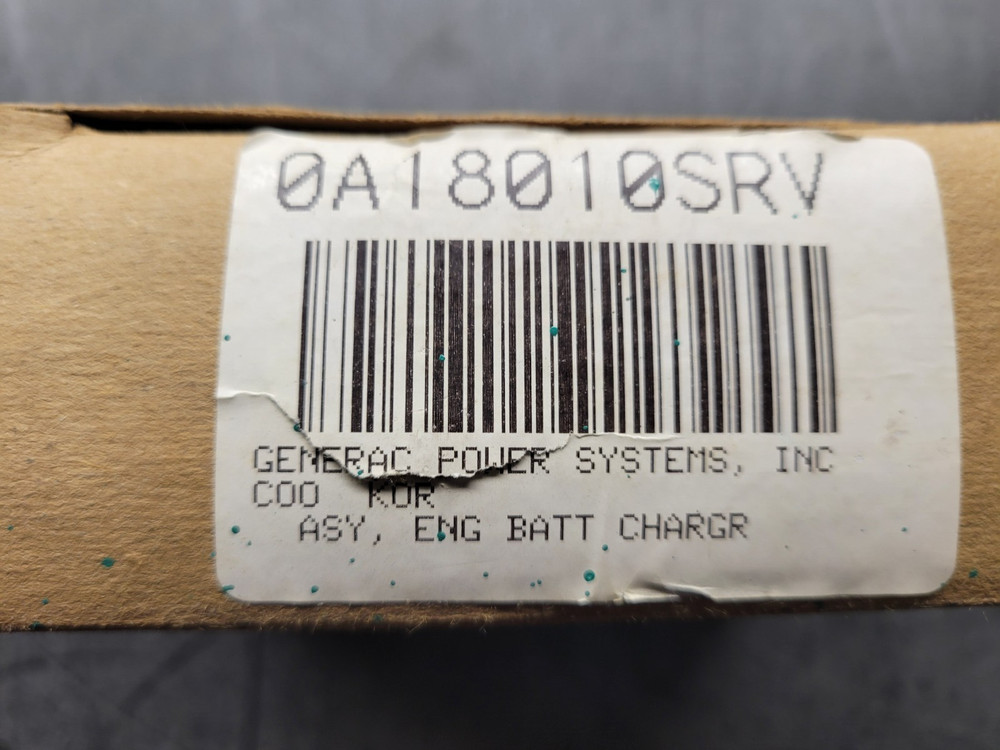 0A18010SRV
GENERAC POWER SYSTEMS, INC
COO KOR
ASY, ENG BATT CHARGR